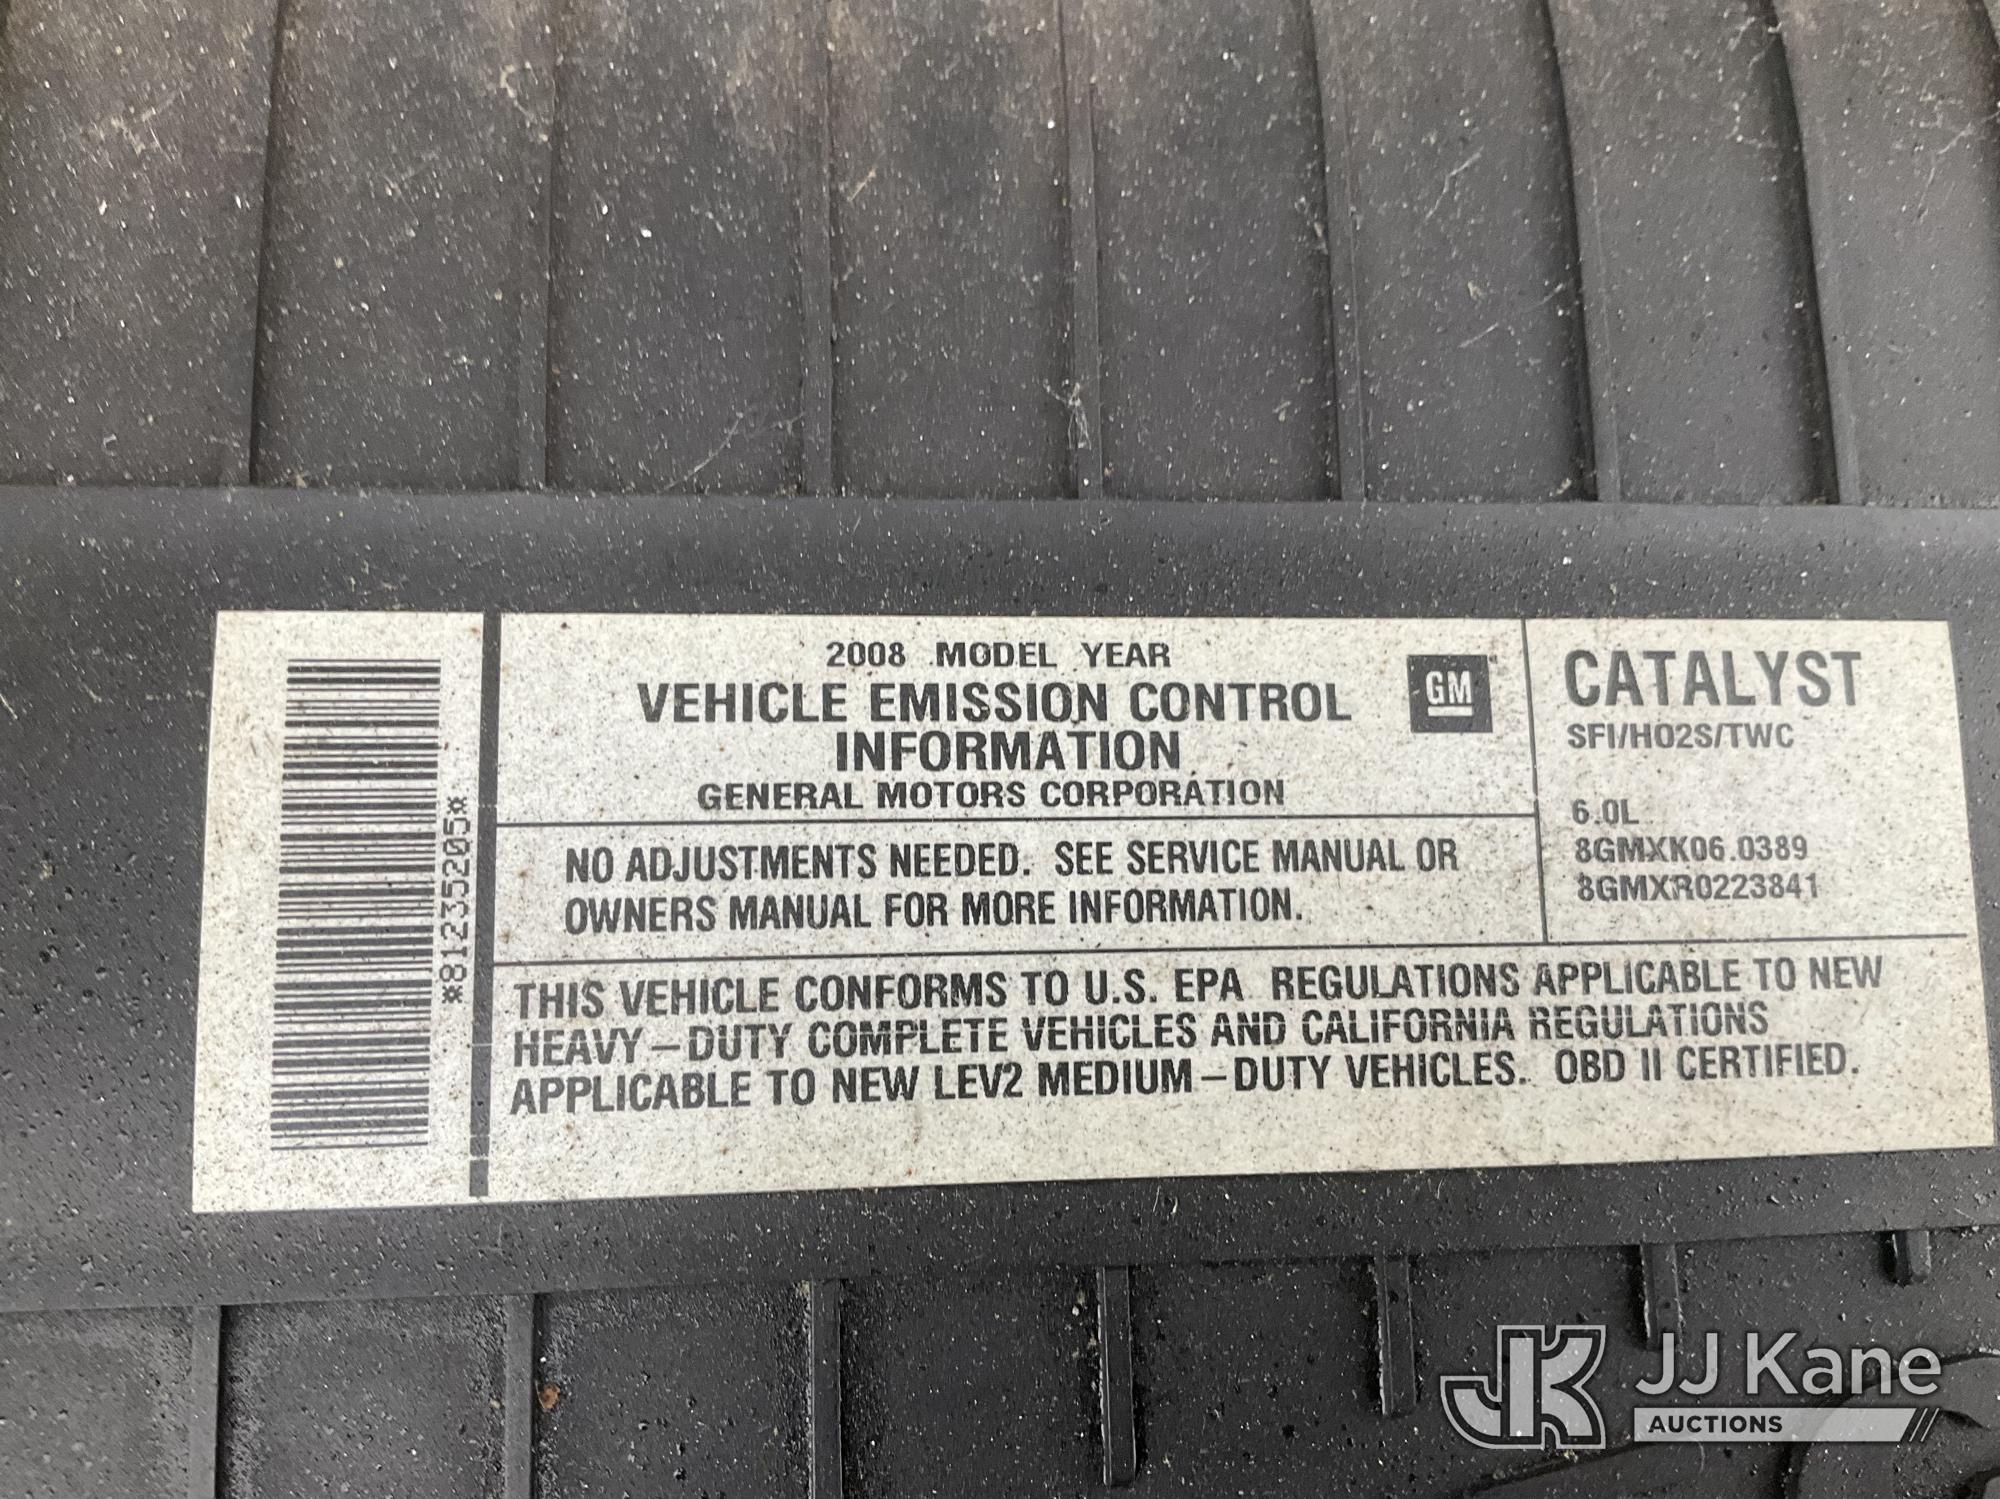 *81235205*
2008 MODEL YEAR
VEHICLE EMISSION CONTROL
INFORMATION
GENERAL MOTORS CORPORATION
GM
CATALYST
SFI/HO2S/TWC
6.0L
8GMXK06.0389
8GMXR0223841
NO ADJUSTMENTS NEEDED. SEE SERVICE MANUAL OR
OWNERS MANUAL FOR MORE INFORMATION.
THIS VEHICLE CONFORMS TO U.S. EPA REGULATIONS APPLICABLE TO NEW
HEAVY-DUTY COMPLETE VEHICLES AND CALIFORNIA REGULATIONS
APPLICABLE TO NEW LEV2 MEDIUM-DUTY VEHICLES. OBD II CERTIFIED.
JK JJ Kane
AUCTIONS